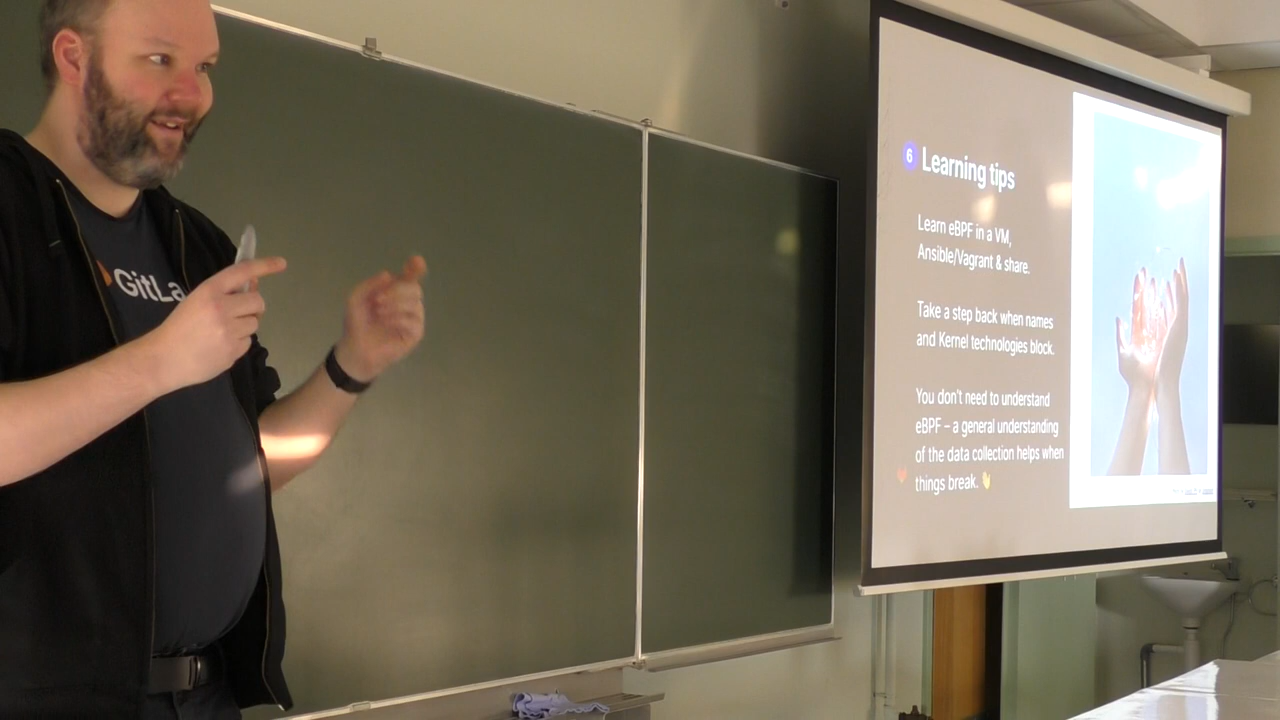 GitLa
6 Learning tips
Learn eBPF in a VM,
Ansible/Vagrant & share.
Take a step back when names
and Kernel technologies block.
You don't need to understand
eBPF – a general understanding
of the data collection helps when
things break. 👋